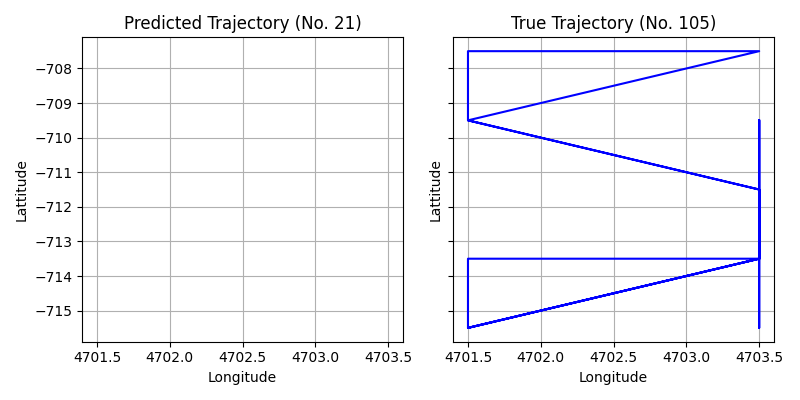 Predicted Trajectory (No. 21)
True Trajectory (No. 105)
Lattitude
−708
−709
−710
−711
−712
−713
−714
−715
4701.5 4702.0 4702.5 4703.0 4703.5
Longitude
Lattitude
4701.5 4702.0 4702.5 4703.0 4703.5
Longitude